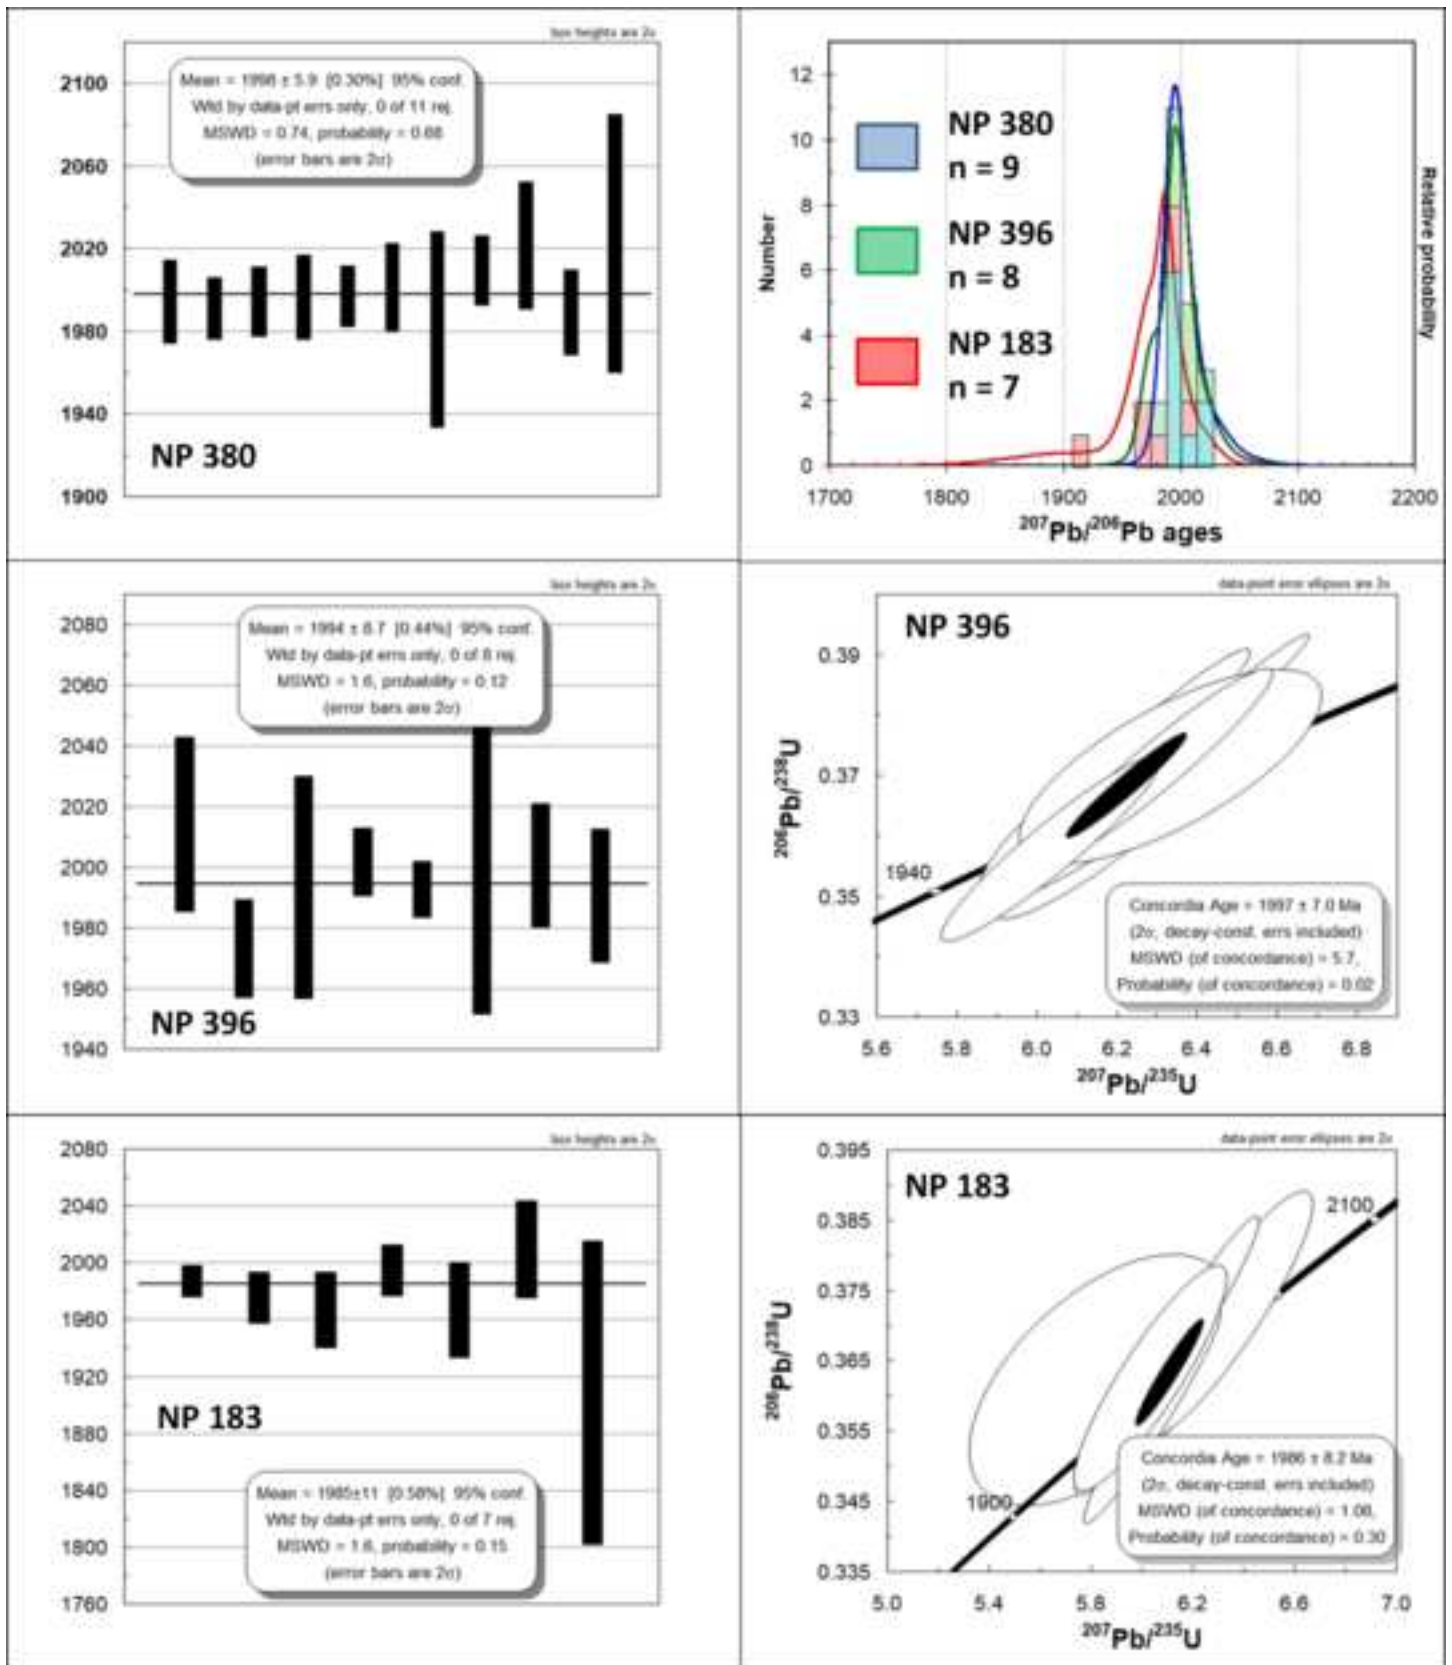 box heights are 2σ
Mean = 1998 ± 5.9 [0.30%] 95% conf.
Wtd by data-pt errs only, 0 of 11 rej.
MSWD = 0.74, probability = 0.68
(error bars are 2σ)
2100
2060
2020
1980
1940
1900
NP 380
12
10
8
6
4
2
0
Number
Relative probability
NP 380
n = 9
NP 396
n = 8
NP 183
n = 7
1700 1800 1900 2000 2100 2200
207Pb/206Pb ages
box heights are 2σ
Mean = 1994 ± 8.7 [0.44%] 95% conf.
Wtd by data-pt errs only, 0 of 8 rej.
MSWD = 1.6, probability = 0.12
(error bars are 2σ)
2080
2060
2040
2020
2000
1980
1960
1940
NP 396
data-point error ellipses are 2σ
NP 396
0.39
0.37
0.35
0.33
206Pb/238U
1940
Concordia Age = 1997 ± 7.0 Ma
(2σ, decay-const. errs included)
MSWD (of concordance) = 5.7,
Probability (of concordance) = 0.02
5.6 5.8 6.0 6.2 6.4 6.6 6.8
207Pb/235U
box heights are 2σ
2080
2040
2000
1960
1920
1880
1840
1800
1760
NP 183
Mean = 1985±11 [0.58%] 95% conf.
Wtd by data-pt errs only, 0 of 7 rej.
MSWD = 1.6, probability = 0.15
(error bars are 2σ)
data-point error ellipses are 2σ
NP 183
0.395
0.385
0.375
0.365
0.355
0.345
0.335
206Pb/238U
2100
1900
Concordia Age = 1986 ± 8.2 Ma
(2σ, decay-const. errs included)
MSWD (of concordance) = 1.08,
Probability (of concordance) = 0.30
5.0 5.4 5.8 6.2 6.6 7.0
207Pb/235U